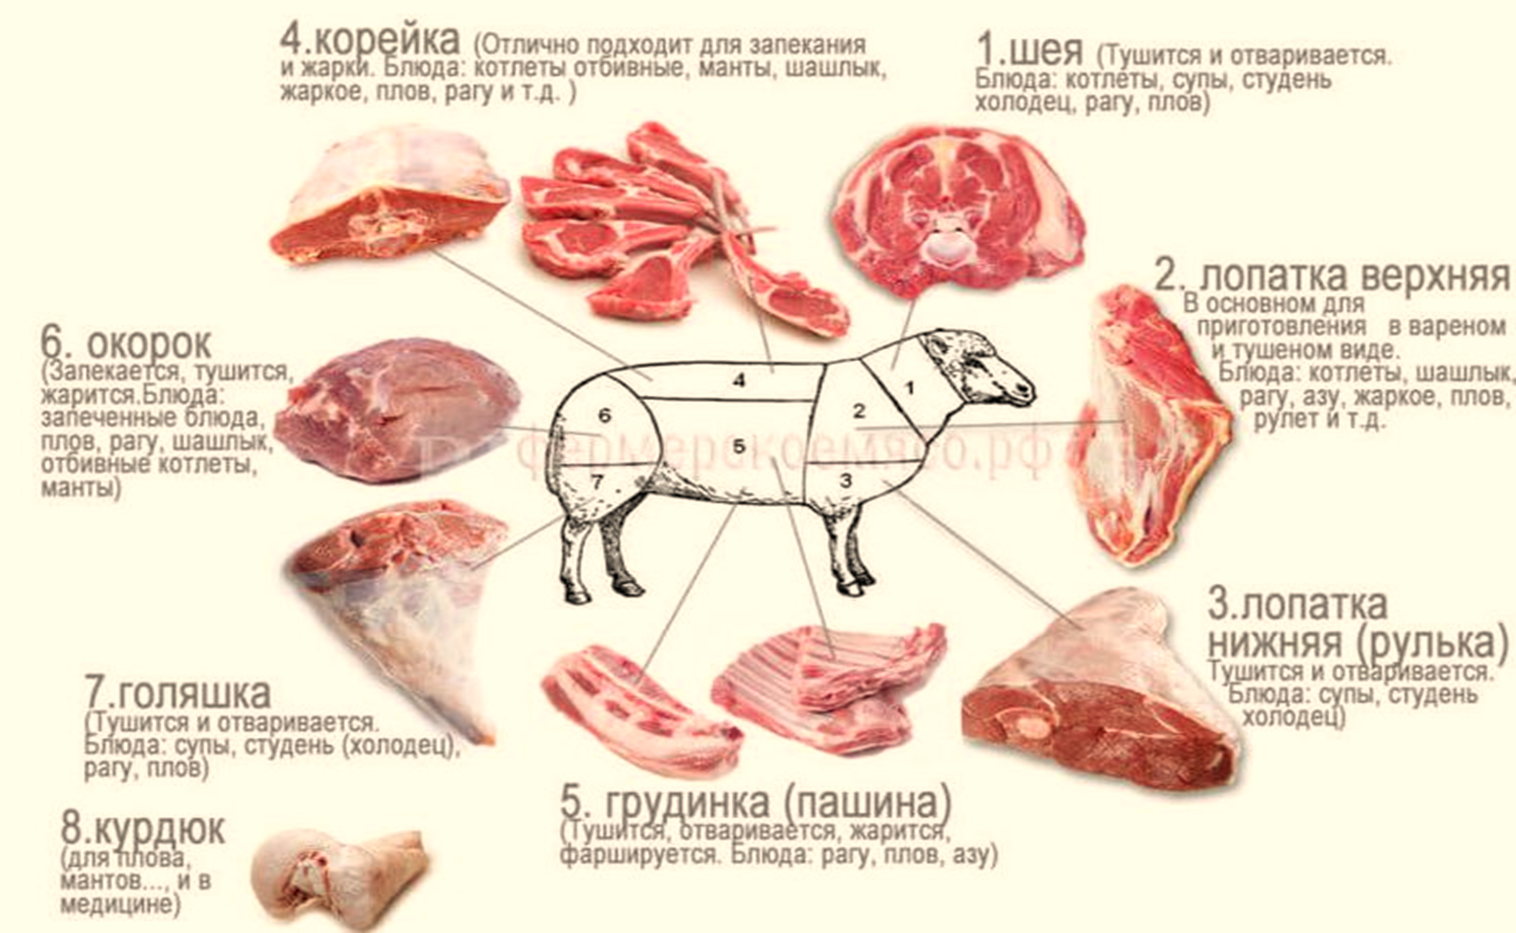 4.корейка (Отлично подходит для запекания
и жарки. Блюда: котлеты отбивные, манты, шашлык,
жаркое, плов, рагу и т.д. )
1.шея (Тушится и отваривается.
Блюда: котлеты, супы, студень
холодец, рагу, плов)
2. лопатка верхняя
В основном для
приготовления в вареном
и тушеном виде.
Блюда: котлеты, шашлык,
рагу, азу, жаркое, плов,
рулет и т.д.
6. окорок
(Запекается, тушится,
жарится.Блюда:
запеченные блюда,
плов, рагу, шашлык,
отбивные котлеты,
манты)
4
1
6
2
5
7
3
фермерскоемясо.рф
3.лопатка
нижняя (рулька)
Тушится и отваривается.
Блюда: супы, студень
холодец)
7.голяшка
(Тушится и отваривается.
Блюда: супы, студень (холодец),
рагу, плов)
5. грудинка (пашина)
(Тушится, отваривается, жарится,
фаршируется. Блюда: рагу, плов, азу)
8.курдюк
(для плова,
мантов..., и в
медицине)